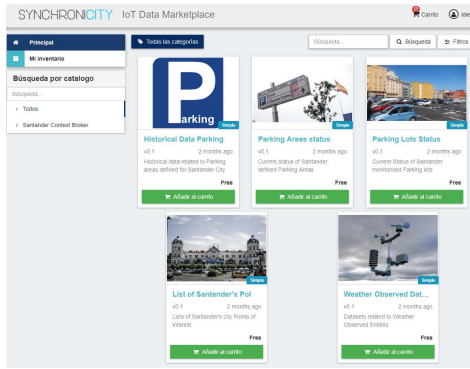 SYNCHRONICITY IoT Data Marketplace
Carrito
Ide
Principal
Mi inventario
Búsqueda por catalogo
Búsqueda...
Todos
Santander Context Broker
Todas las categorías
Búsqueda...
Búsqueda
Filtros
Parking
Simple
Historical Data Parking
v0.1 2 months ago
Historical data related to Parking
areas defined for Santander City
Free
Añadir al carrito
Simple
Parking Areas status
v0.1 2 months ago
Current status of Santander
defined Parking Areas
Free
Añadir al carrito
Simple
Parking Lots Status
v0.1 2 months ago
Current Status of Santander
monitorised Parking lots
Free
Añadir al carrito
Simple
List of Santander's PoI
v0.1 2 months ago
Lists of Santander's city Points of
Interest
Free
Añadir al carrito
Simple
Weather Observed Dat...
v0.1 2 months ago
Datasets related to Weather
Observed Entities
Free
Añadir al carrito